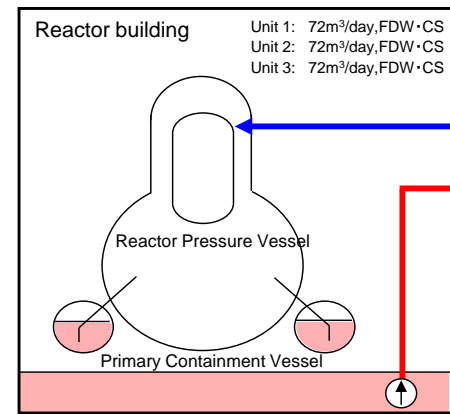 Reactor building
Unit 1: 72m³/day,FDW･CS
Unit 2: 72m³/day,FDW･CS
Unit 3: 72m³/day,FDW･CS
Reactor Pressure Vessel
Primary Containment Vessel